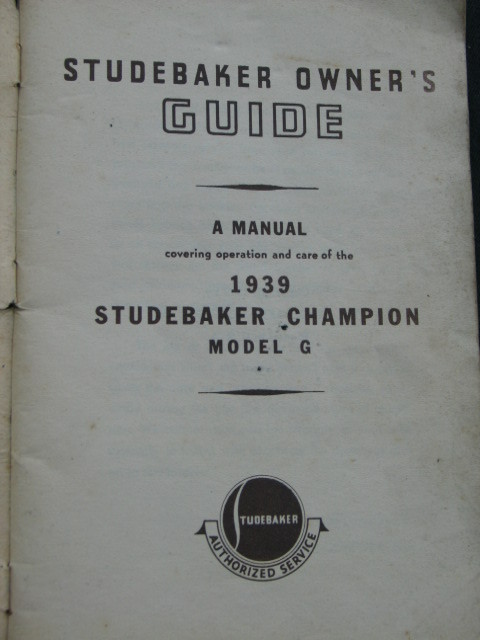 STUDEBAKER OWNER'S
GUIDE
A MANUAL
covering operation and care of the
1939
STUDEBAKER CHAMPION
MODEL G
STUDEBAKER
AUTHORIZED SERVICE